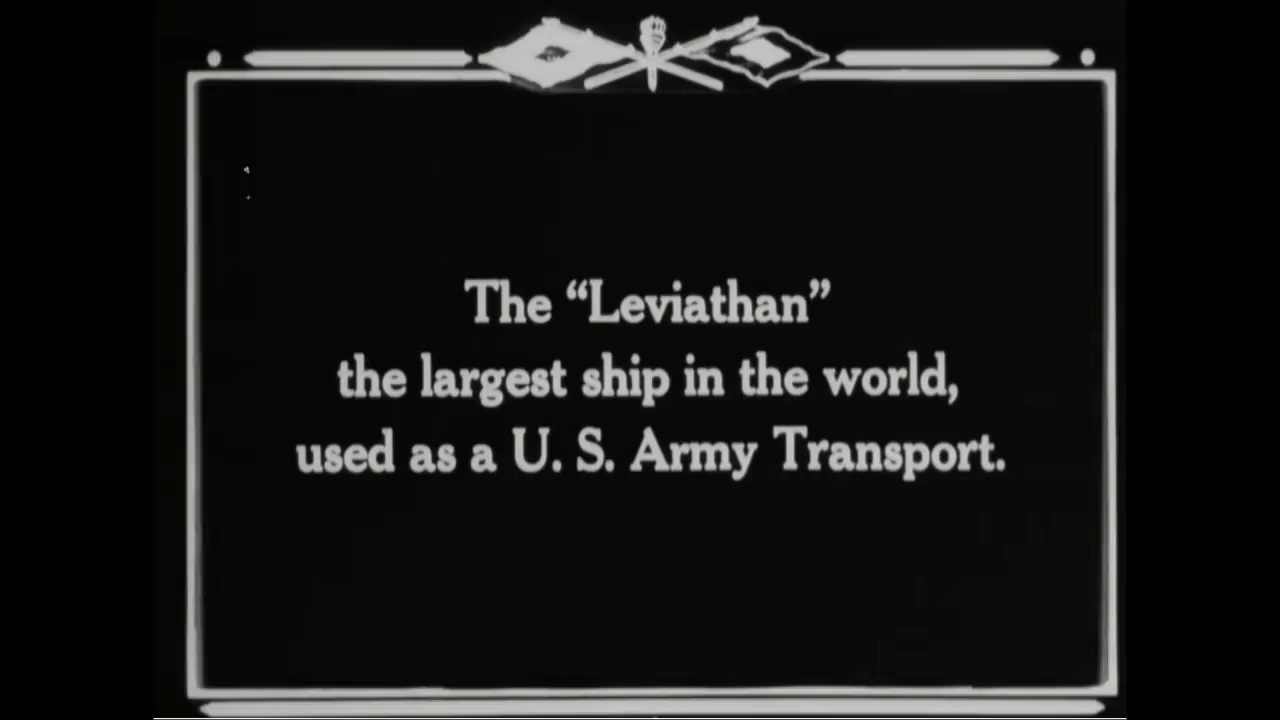 The “Leviathan”
the largest ship in the world,
used as a U. S. Army Transport.